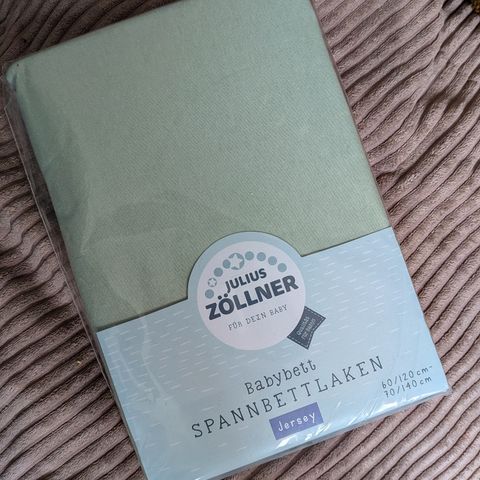 JULIUS
ZÖLLNER
FÜR DEIN BABY
Babybett
SPANNBETTLAKEN
Jersey
60/120 cm-
70/140 cm